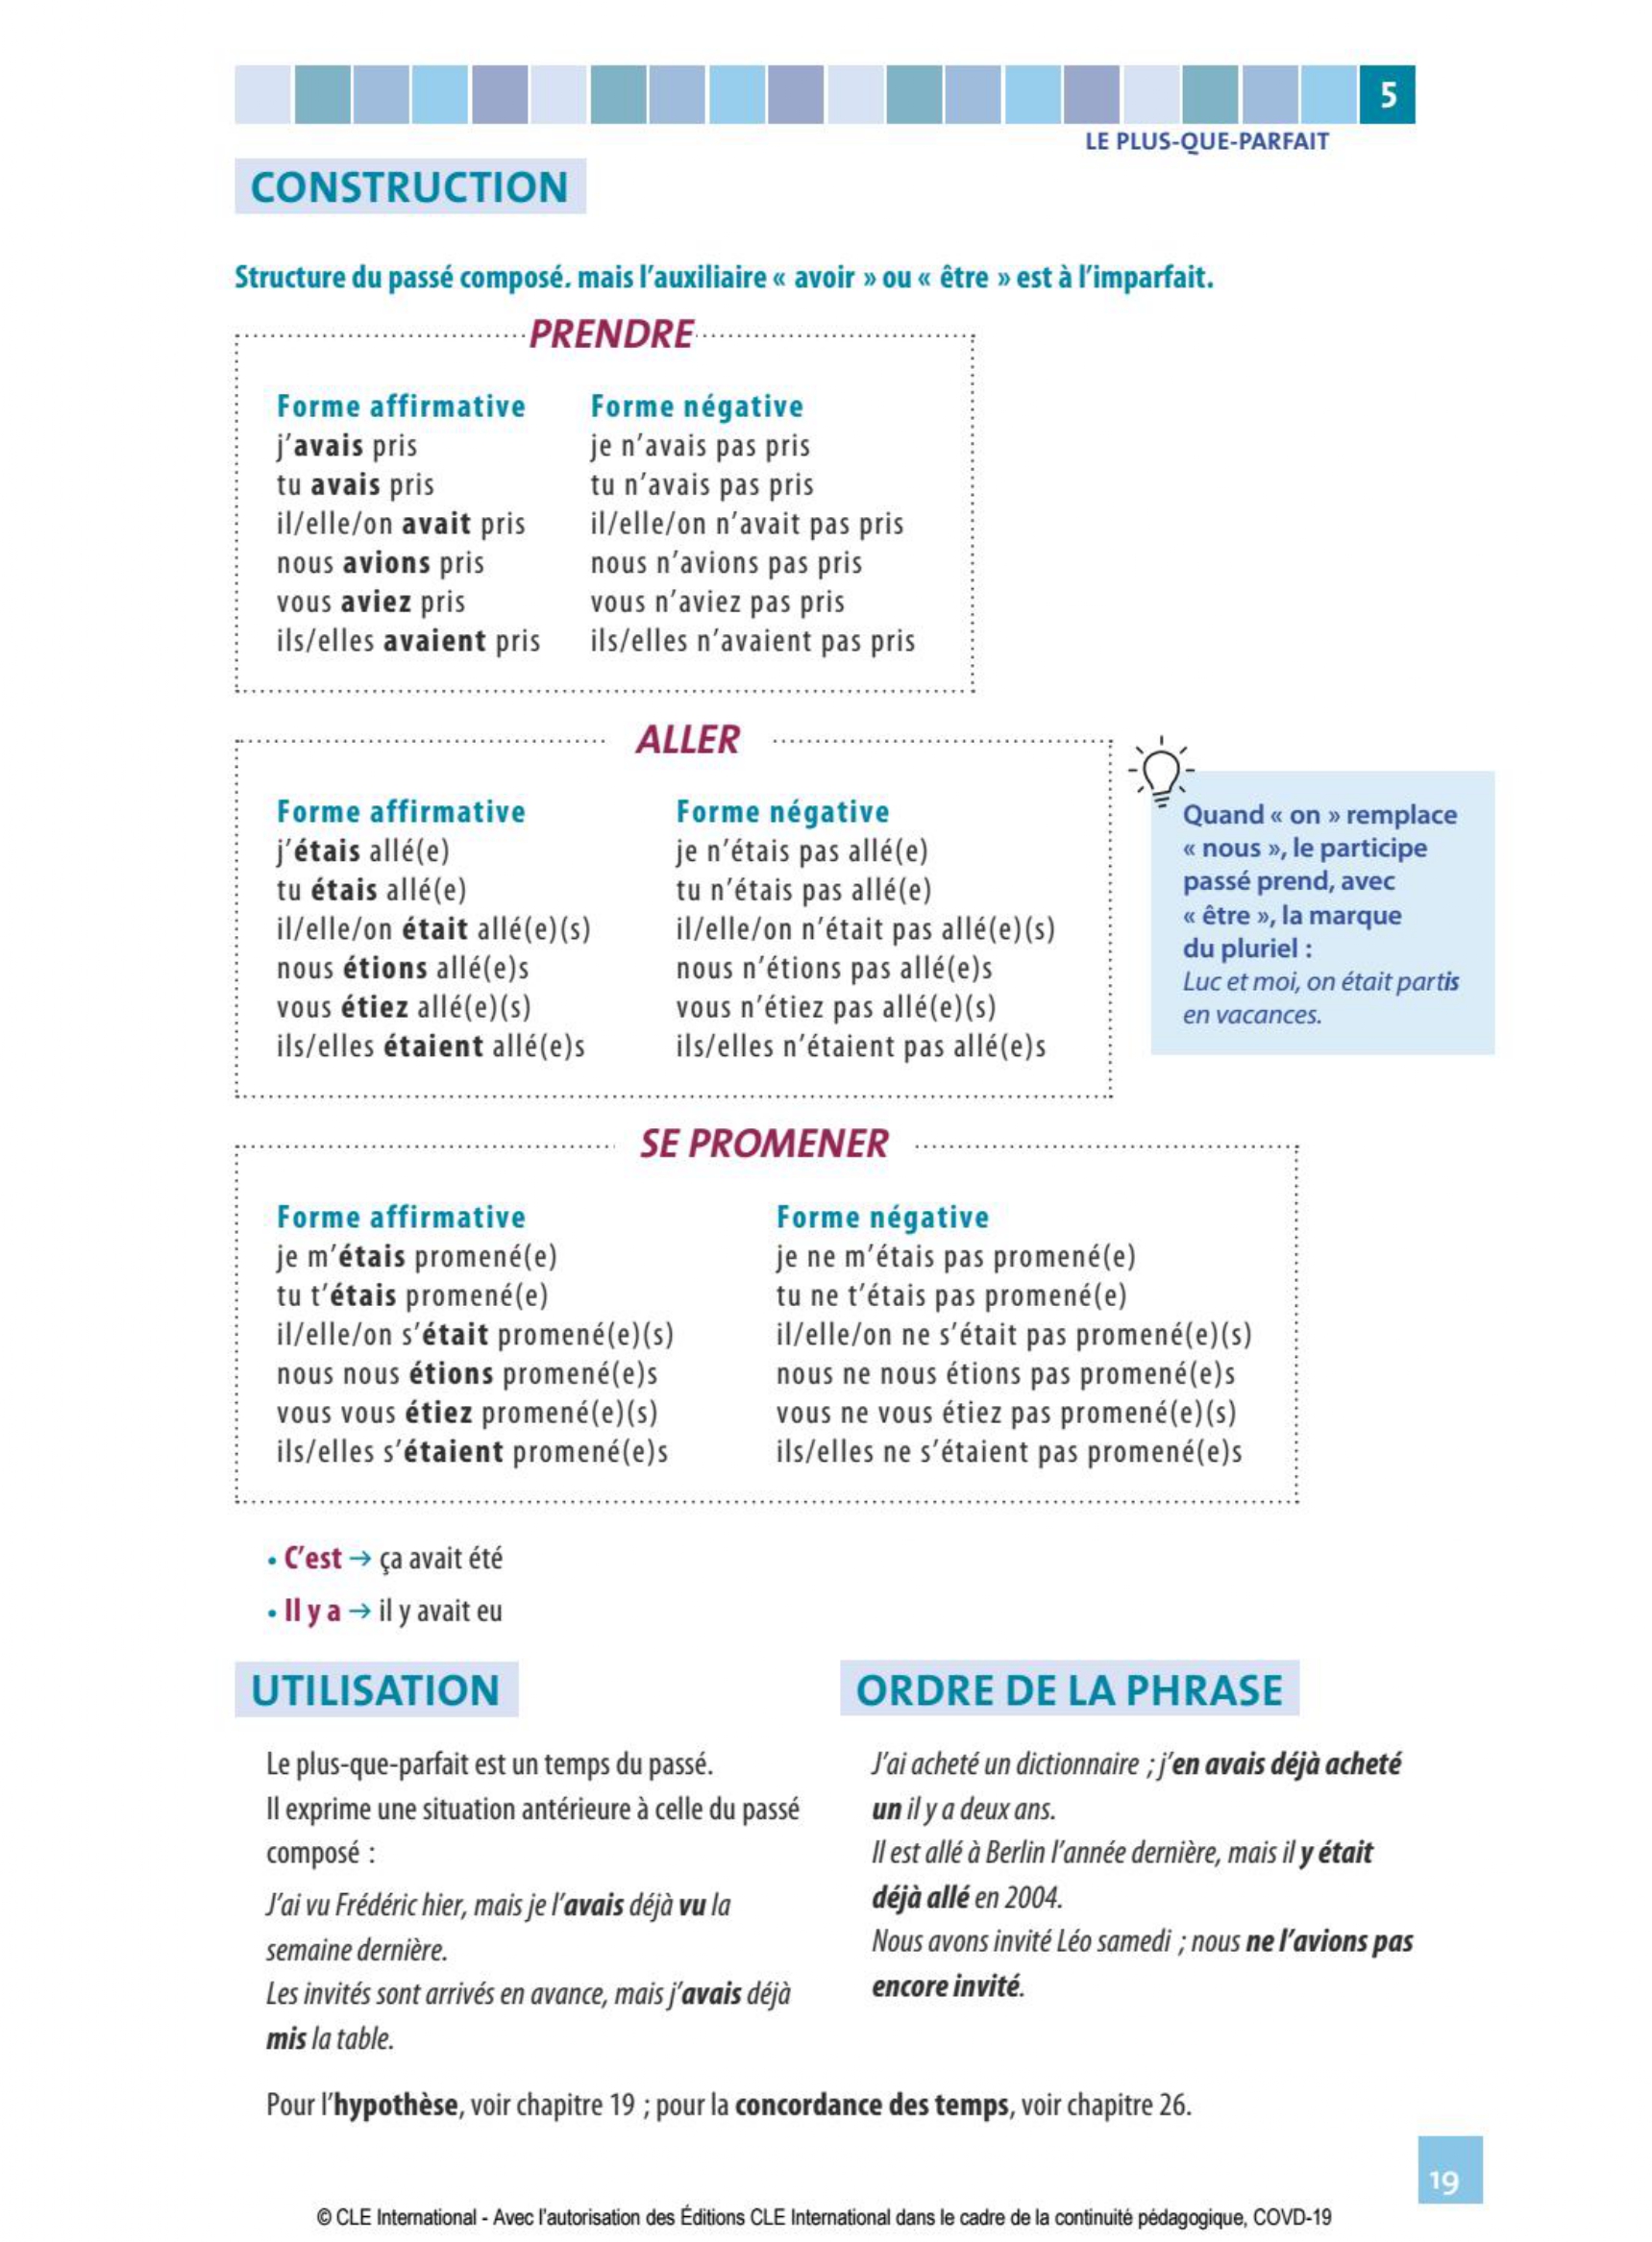 5
LE PLUS-QUE-PARFAIT
CONSTRUCTION
Structure du passé composé. mais l'auxiliaire « avoir » ou « être » est à l'imparfait.
PRENDRE
Forme affirmative
j'avais pris
tu avais pris
il/elle/on avait pris
nous avions pris
vous aviez pris
ils/elles avaient pris
Forme négative
je n'avais pas pris
tu n'avais pas pris
il/elle/on n'avait pas pris
nous n'avions pas pris
vous n'aviez pas pris
ils/elles n'avaient pas pris
ALLER
Forme affirmative
j'étais allé(e)
tu étais allé(e)
il/elle/on était allé(e)(s)
nous étions allé(e)s
vous étiez allé(e)(s)
ils/elles étaient allé(e)s
Forme négative
je n'étais pas allé(e)
tu n'étais pas allé(e)
il/elle/on n'était pas allé(e)(s)
nous n'étions pas allé(e)s
vous n'étiez pas allé(e)(s)
ils/elles n'étaient pas allé(e)s
Quand « on » remplace
« nous », le participe
passé prend, avec
« être », la marque
du pluriel :
Luc et moi, on était partis
en vacances.
SE PROMENER
Forme affirmative
je m'étais promené(e)
tu t'étais promené(e)
il/elle/on s'était promené(e)(s)
nous nous étions promené(e)s
vous vous étiez promené(e)(s)
ils/elles s'étaient promené(e)s
Forme négative
je ne m'étais pas promené(e)
tu ne t'étais pas promené(e)
il/elle/on ne s'était pas promené(e)(s)
nous ne nous étions pas promené(e)s
vous ne vous étiez pas promené(e)(s)
ils/elles ne s'étaient pas promené(e)s
• C'est → ça avait été
• Il y a → il y avait eu
UTILISATION
Le plus-que-parfait est un temps du passé.
Il exprime une situation antérieure à celle du passé
composé :
J'ai vu Frédéric hier, mais je l'avais déjà vu la
semaine dernière.
Les invités sont arrivés en avance, mais j'avais déjà
mis la table.
ORDRE DE LA PHRASE
J'ai acheté un dictionnaire ; j'en avais déjà acheté
un il y a deux ans.
Il est allé à Berlin l'année dernière, mais il y était
déjà allé en 2004.
Nous avons invité Léo samedi ; nous ne l'avions pas
encore invité.
Pour l'hypothèse, voir chapitre 19 ; pour la concordance des temps, voir chapitre 26.
19
© CLE International - Avec l'autorisation des Éditions CLE International dans le cadre de la continuité pédagogique, COVD-19